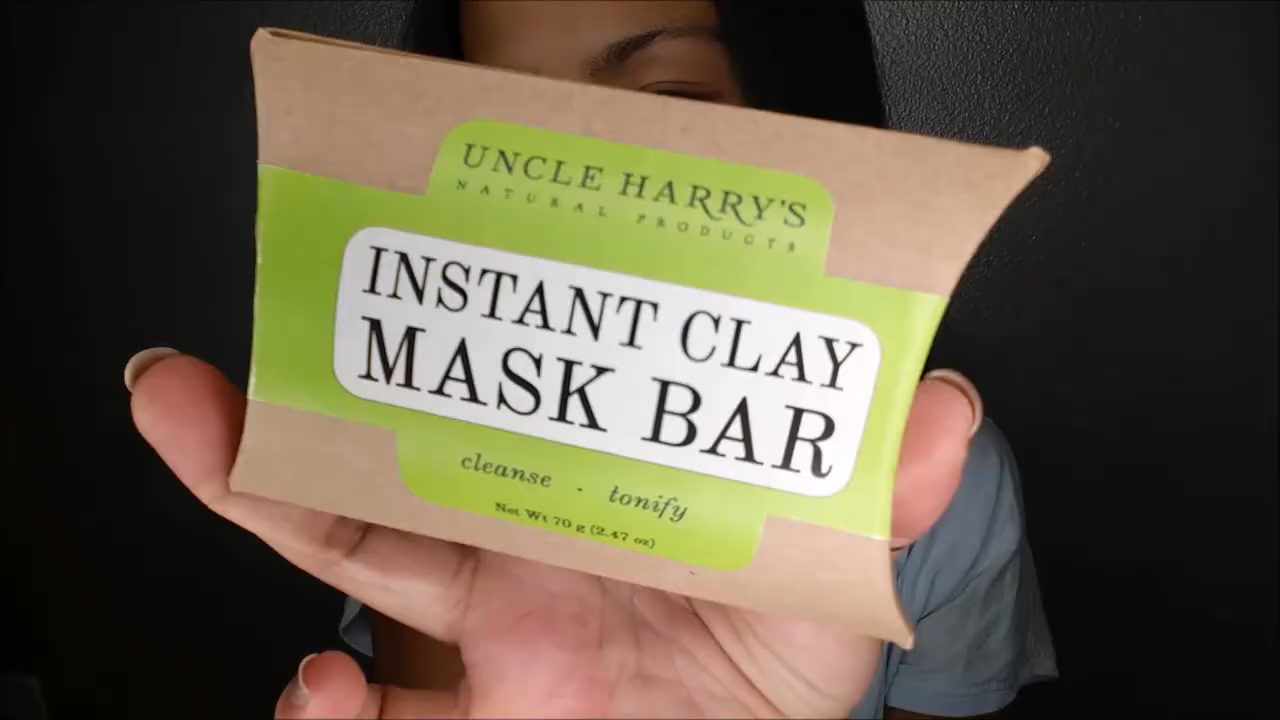 UNCLE HARRY'S
NATURAL PRODUCTS
INSTANT CLAY
MASK BAR
cleanse · tonify
Net Wt 70 g (2.47 oz)